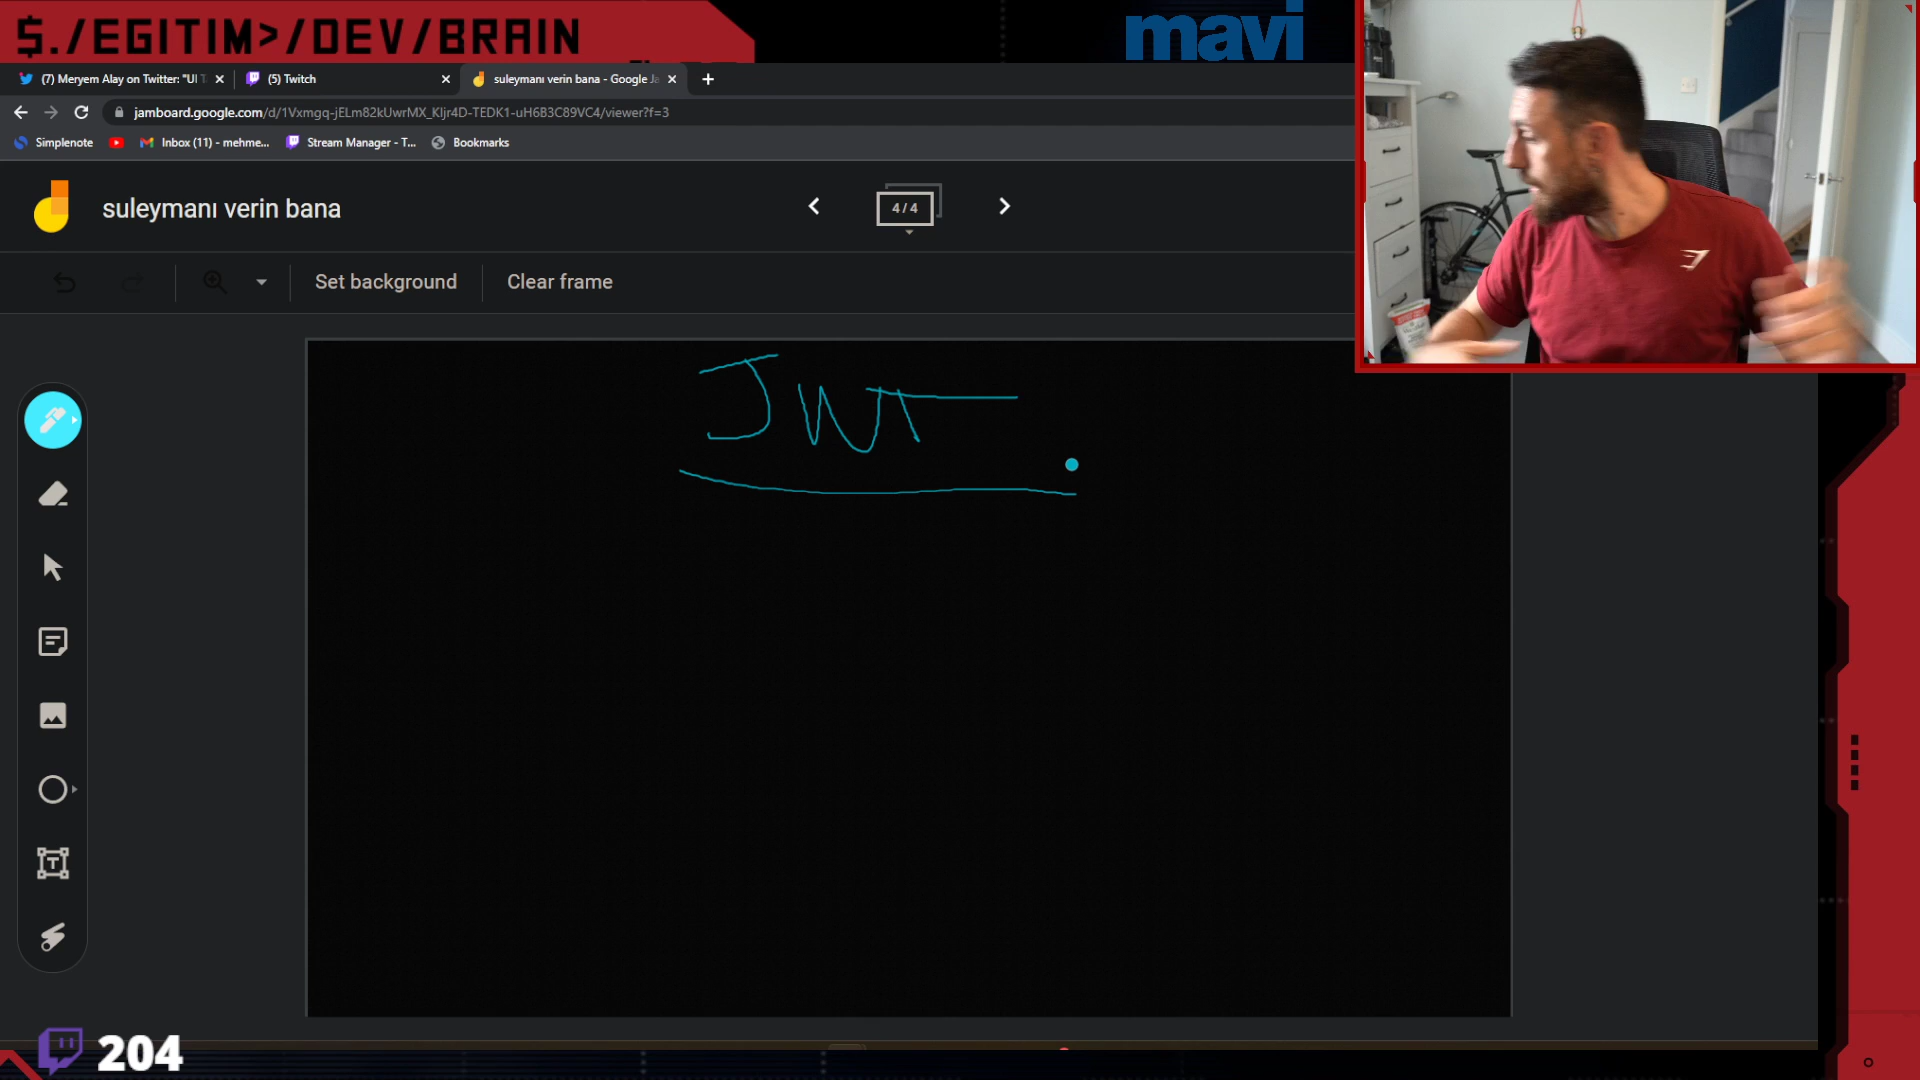 $./EGITIM>/DEV/BRAIN
mavi
(7) Meryem Alay on Twitter: "UI T
(5) Twitch
suleymanı verin bana - Google Ja
jamboard.google.com/d/1Vxmgq-jELm82kUwrMX_KIjr4D-TEDK1-uH6B3C89VC4/viewer?f=3
Simplenote
Inbox (11) - mehme...
Stream Manager - T...
Bookmarks
suleymanı verin bana
4 / 4
Set background
Clear frame
JWT
204